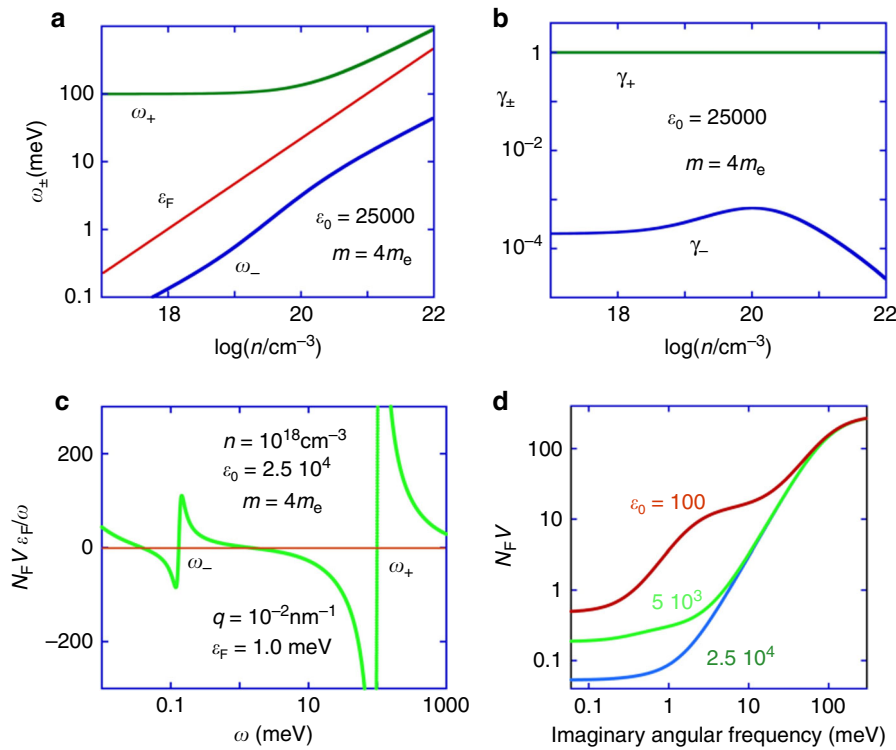 a
ω±(meV)
100
10
1
0.1
18
20
22
log(n/cm⁻³)
ω₊
εF
ω₋
ε₀ = 25000
m = 4mₑ
b
γ±
1
10⁻²
10⁻⁴
18
20
22
log(n/cm⁻³)
γ₊
ε₀ = 25000
m = 4mₑ
γ₋
c
NF V εF/ω
200
0
−200
0.1
10
1000
ω (meV)
n = 10¹⁸cm⁻³
ε₀ = 2.5 10⁴
m = 4mₑ
ω₋
ω₊
q = 10⁻²nm⁻¹
εF = 1.0 meV
d
NF V
100
10
1
0.1
0.1
1
10
100
Imaginary angular frequency (meV)
ε₀ = 100
5 10³
2.5 10⁴